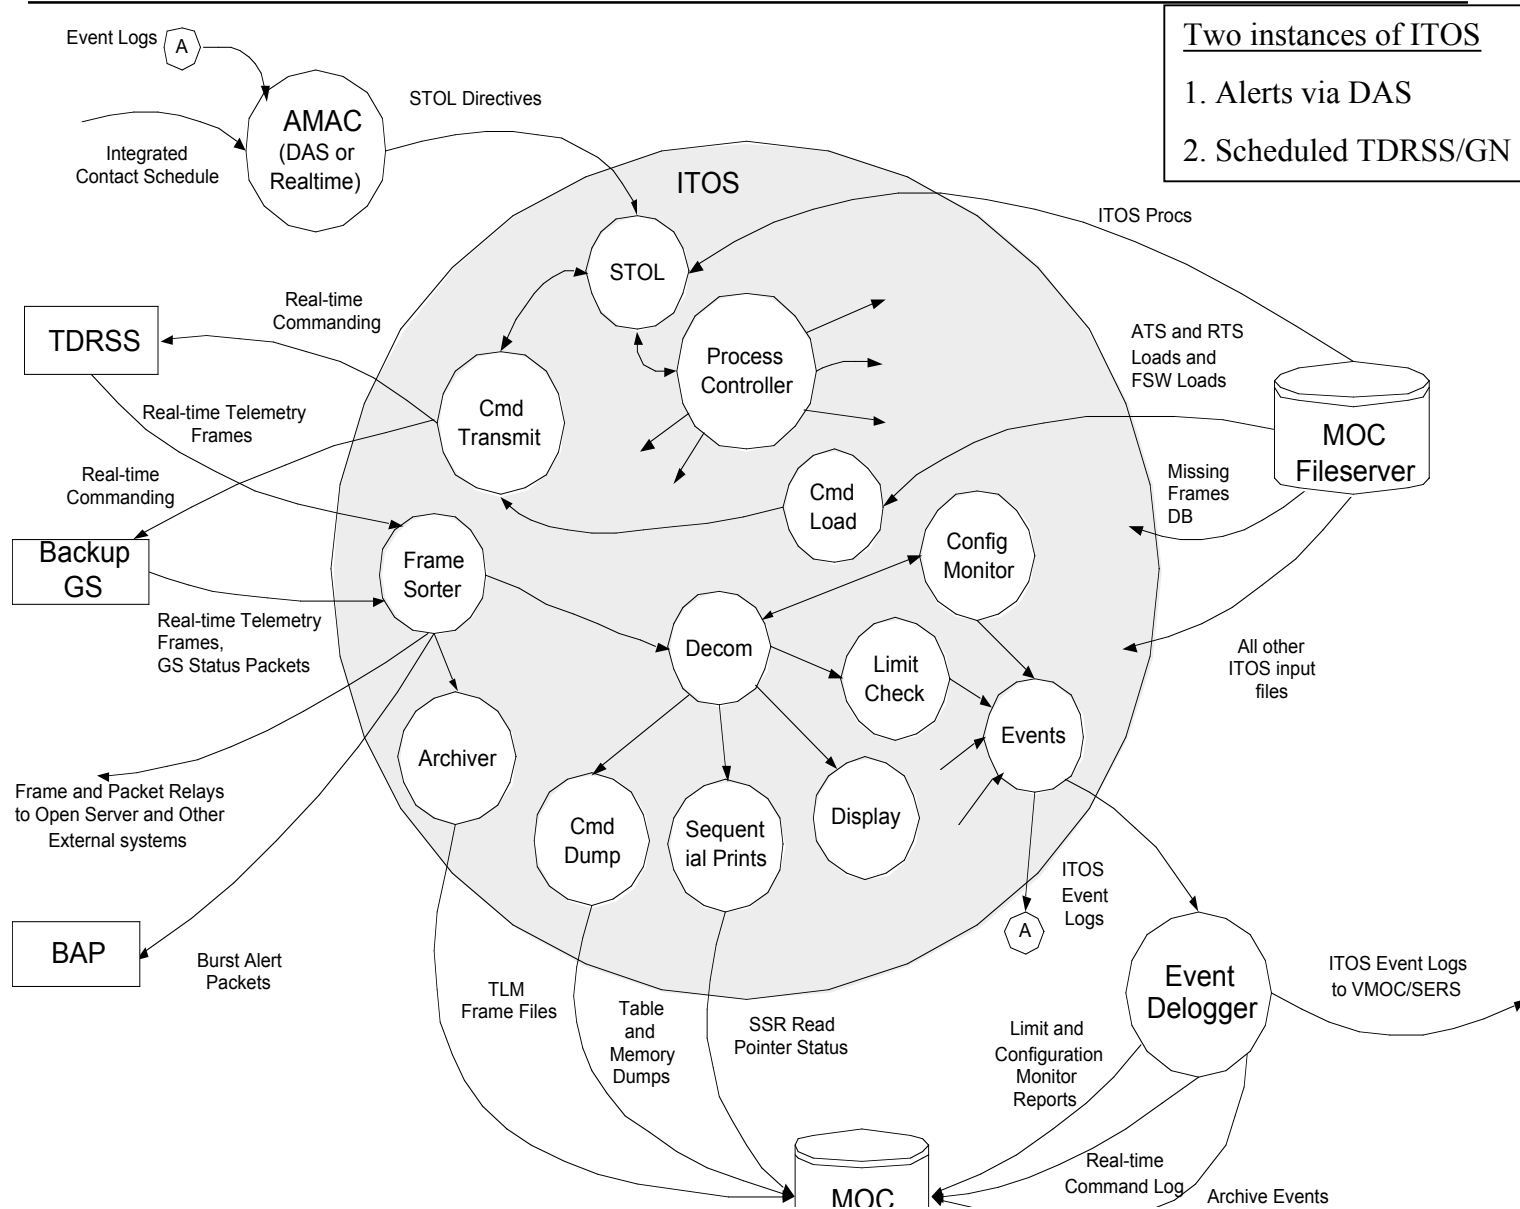 Two instances of ITOS
1. Alerts via DAS
2. Scheduled TDRSS/GN
Event Logs
A
AMAC
(DAS or
Realtime)
Integrated
Contact Schedule
STOL Directives
ITOS
ITOS Procs
STOL
Real-time
Commanding
TDRSS
Process
Controller
ATS and RTS
Loads and
FSW Loads
Cmd
Transmit
Real-time Telemetry
Frames
MOC
Fileserver
Real-time
Commanding
Cmd
Load
Missing
Frames
DB
Backup
GS
Frame
Sorter
Config
Monitor
Real-time Telemetry
Frames,
GS Status Packets
Decom
Limit
Check
All other
ITOS input
files
Events
Archiver
Frame and Packet Relays
to Open Server and Other
External systems
Cmd
Dump
Sequent
ial Prints
Display
ITOS
Event
Logs
A
BAP
Burst Alert
Packets
Event
Delogger
ITOS Event Logs
to VMOC/SERS
TLM
Frame Files
Table
and
Memory
Dumps
SSR Read
Pointer Status
Limit and
Configuration
Monitor
Reports
Real-time
Command Log
Archive Events
MOC